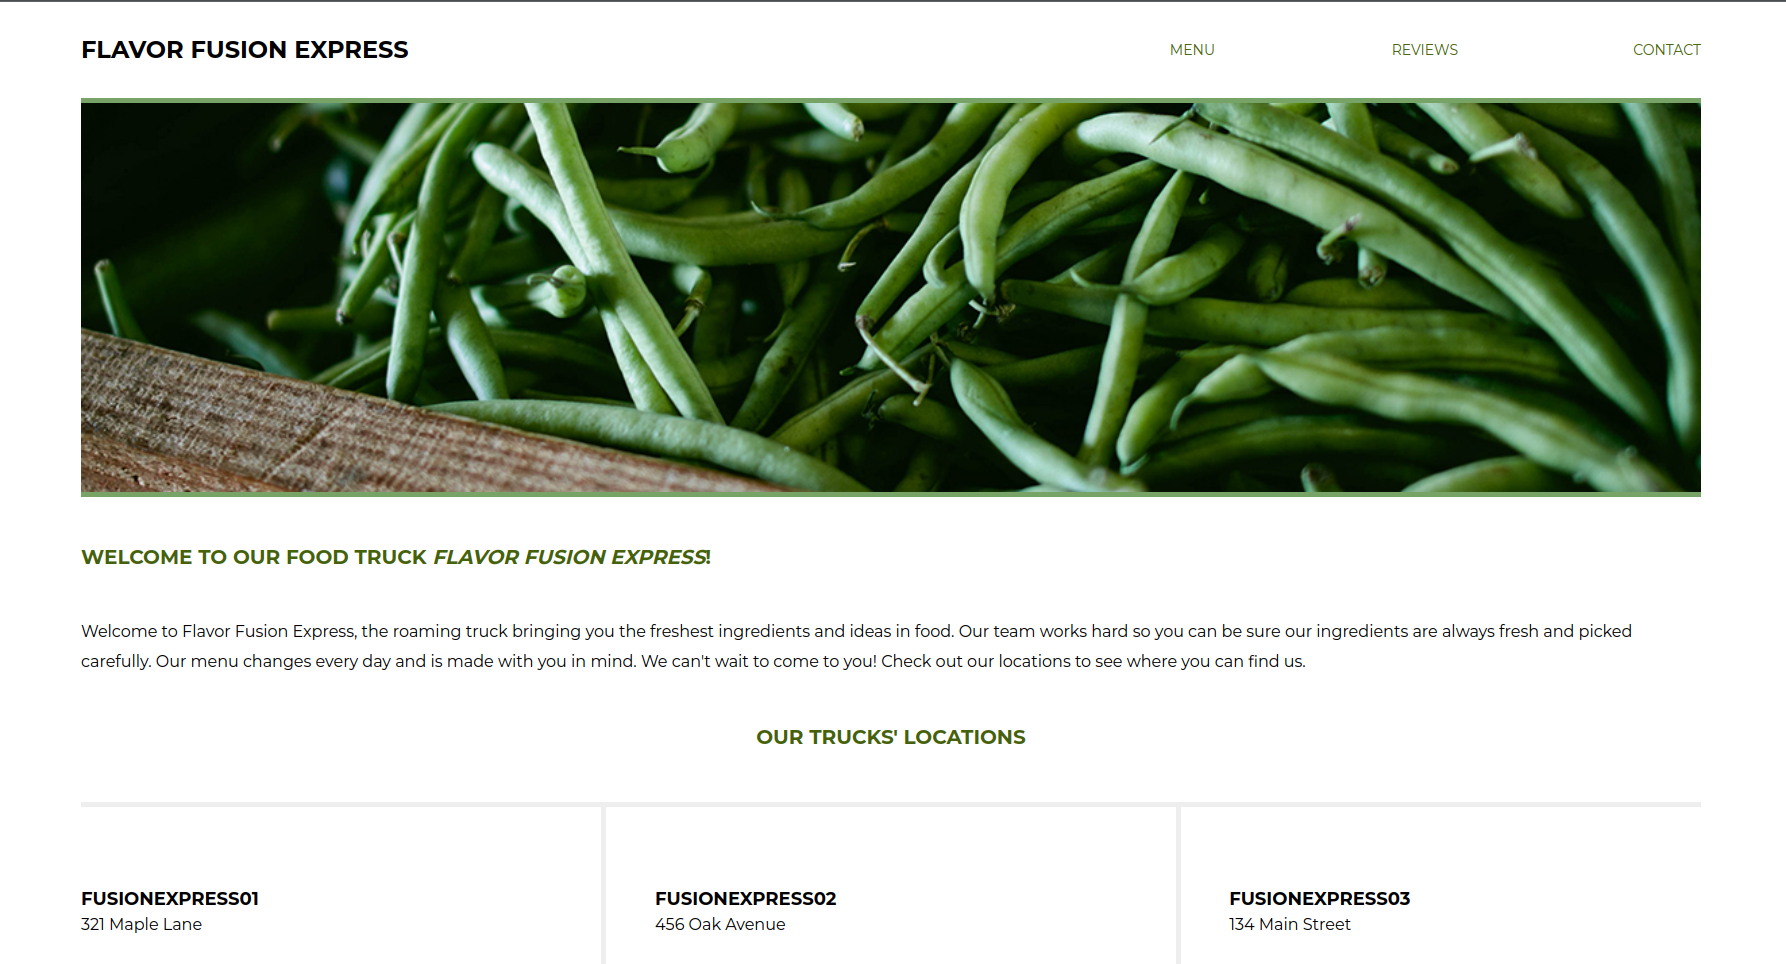 FLAVOR FUSION EXPRESS
MENU
REVIEWS
CONTACT
WELCOME TO OUR FOOD TRUCK FLAVOR FUSION EXPRESS!
Welcome to Flavor Fusion Express, the roaming truck bringing you the freshest ingredients and ideas in food. Our team works hard so you can be sure our ingredients are always fresh and picked
carefully. Our menu changes every day and is made with you in mind. We can't wait to come to you! Check out our locations to see where you can find us.
OUR TRUCKS' LOCATIONS
FUSIONEXPRESS01
321 Maple Lane
FUSIONEXPRESS02
456 Oak Avenue
FUSIONEXPRESS03
134 Main Street